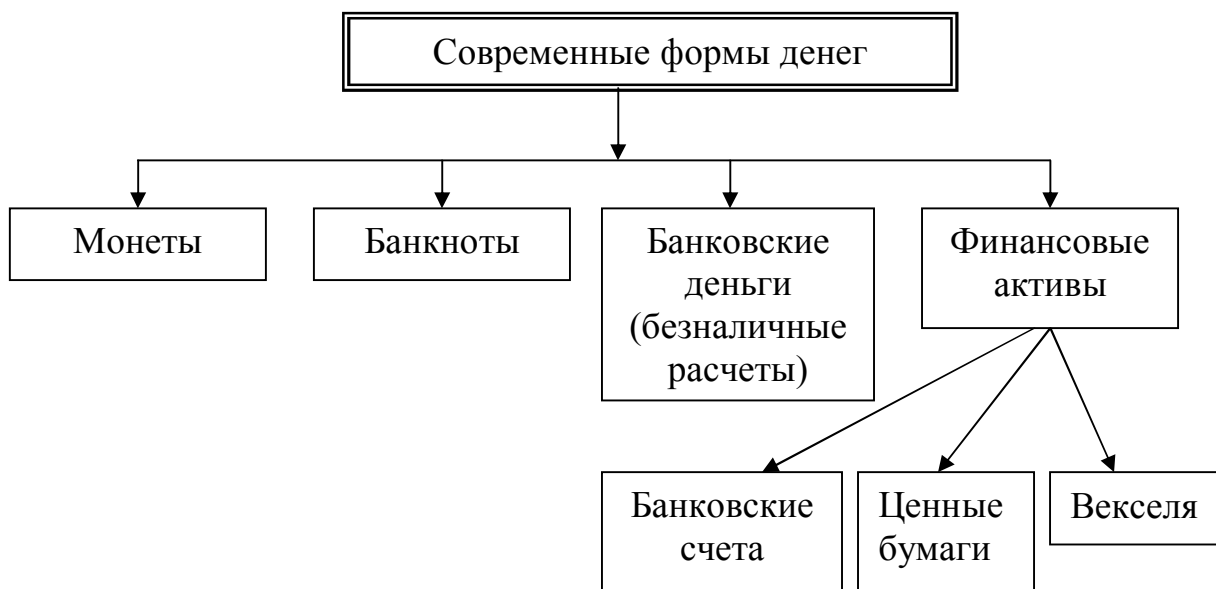 Современные формы денег
Монеты
Банкноты
Банковские
деньги
(безналичные
расчеты)
Финансовые
активы
Банковские
счета
Ценные
бумаги
Векселя